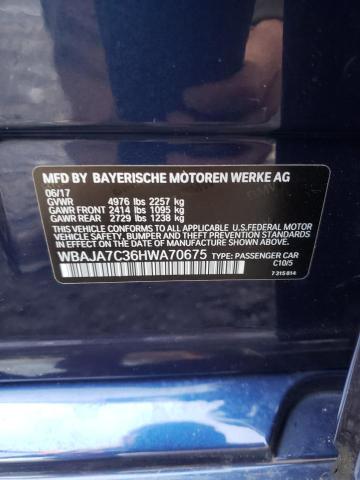 MFD BY BAYERISCHE MOTOREN WERKE AG
06/17
GVWR 4976 lbs 2257 kg
GAWR FRONT 2414 lbs 1095 kg
GAWR REAR 2729 lbs 1238 kg
THIS VEHICLE CONFORMS TO ALL
APPLICABLE U.S. FEDERAL MOTOR
VEHICLE SAFETY, BUMPER AND THEFT
PREVENTION STANDARDS IN EFFECT ON
THE DATE OF MANUFACTURE SHOWN ABOVE.
WBAJA7C36HWA70675 TYPE: PASSENGER CAR
C10/5
7 315 814